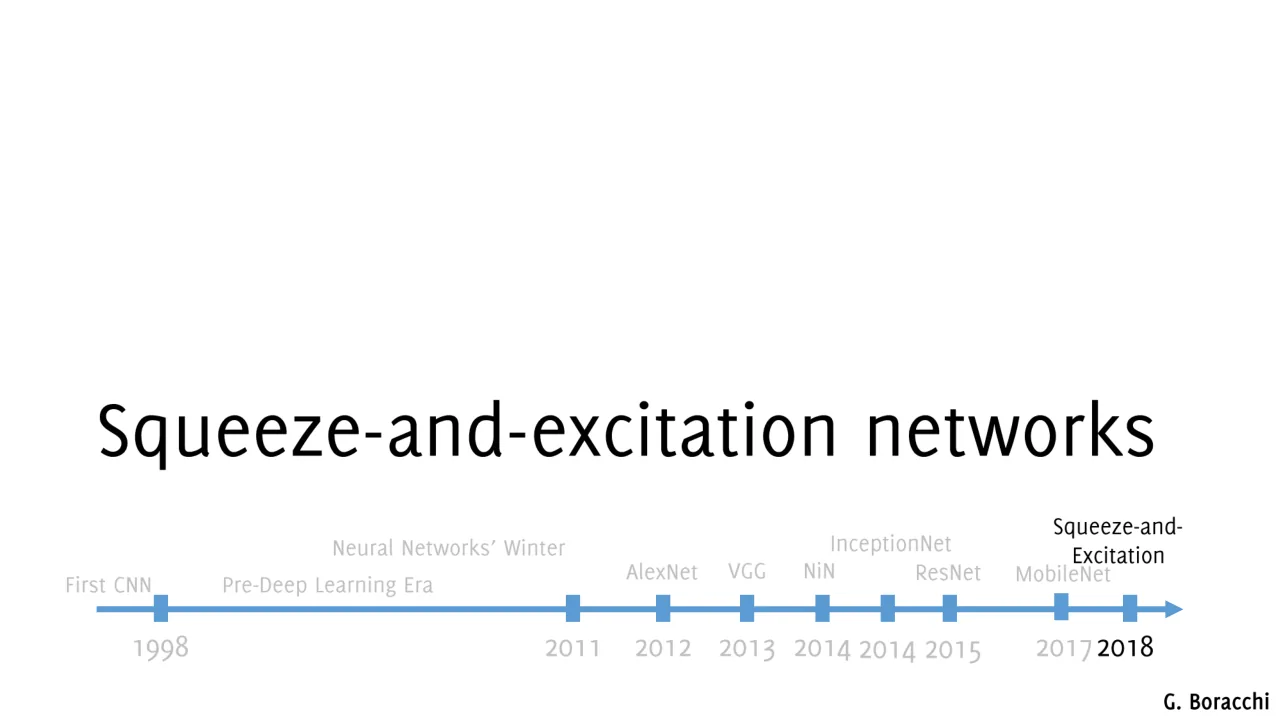 Squeeze-and-excitation networks
Squeeze-and-
Excitation
Neural Networks' Winter
InceptionNet
First CNN
Pre-Deep Learning Era
AlexNet
VGG
NiN
ResNet
MobileNet
1998
2011
2012
2013
2014
2014
2015
2017
2018
G. Boracchi